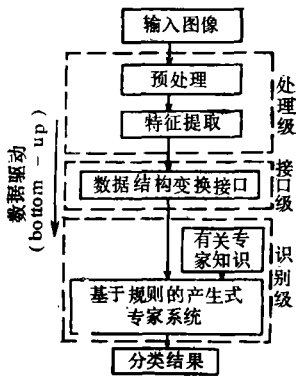 输入图像
预处理
特征提取
处理级
数据结构变换接口
接口级
数据驱动
(bottom-up)
有关专
家知识
基于规则的产生式
专家系统
识别级
分类结果